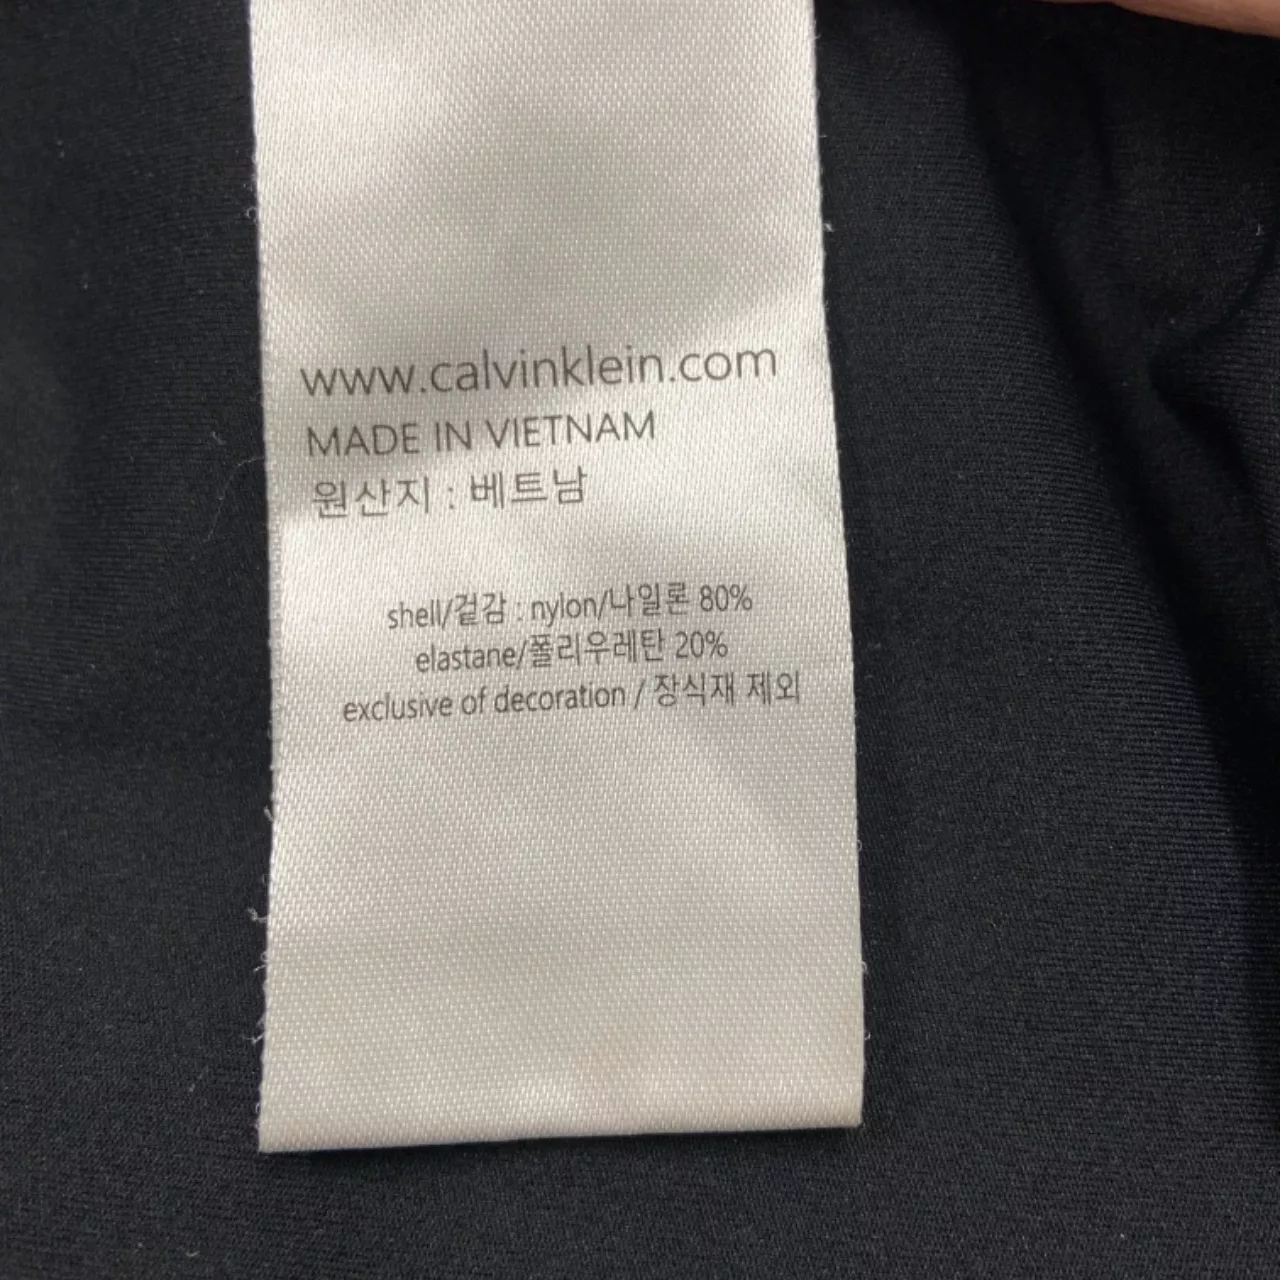 www.calvinklein.com
MADE IN VIETNAM
원산지 : 베트남
shell/겉감 : nylon/나일론 80%
elastane/폴리우레탄 20%
exclusive of decoration / 장식재 제외